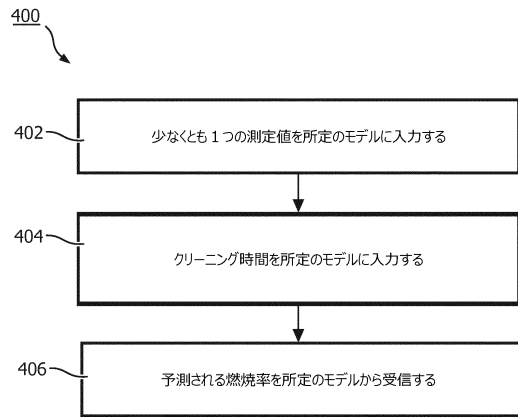 400
402
少なくとも１つの測定値を所定のモデルに入力する
404
クリーニング時間を所定のモデルに入力する
406
予測される燃焼率を所定のモデルから受信する